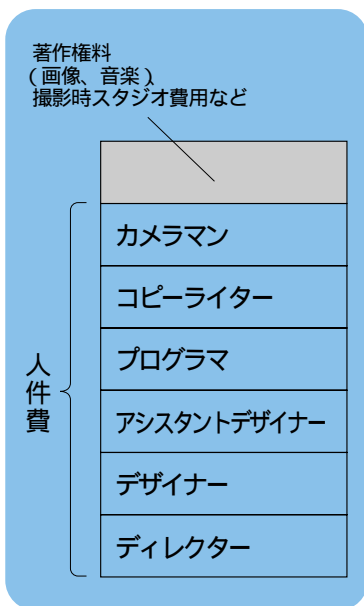 著作権料
(画像、音楽)、
撮影時スタジオ費用など
カメラマン
コピーライター
プログラマ
人件費
アシスタントデザイナー
デザイナー
ディレクター